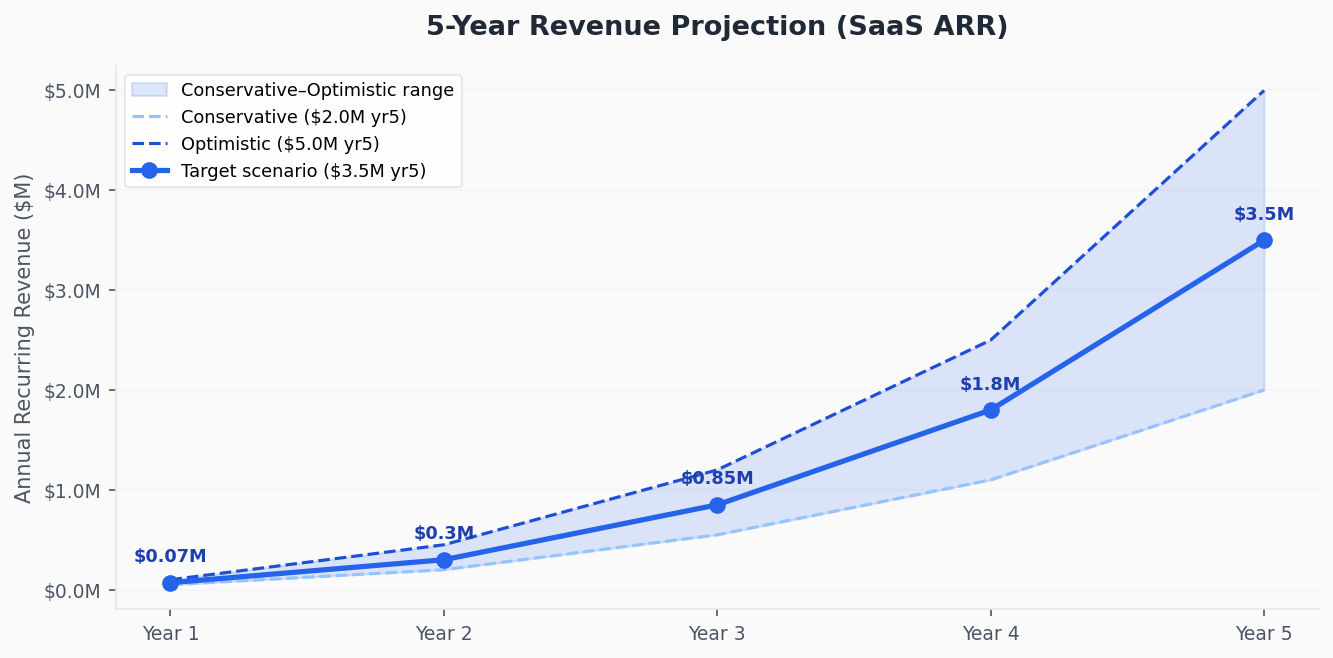 5-Year Revenue Projection (SaaS ARR)
Conservative–Optimistic range
Conservative ($2.0M yr5)
Optimistic ($5.0M yr5)
Target scenario ($3.5M yr5)
Annual Recurring Revenue ($M)
$5.0M
$4.0M
$3.0M
$2.0M
$1.0M
$0.0M
$0.07M
$0.3M
$0.85M
$1.8M
$3.5M
Year 1
Year 2
Year 3
Year 4
Year 5